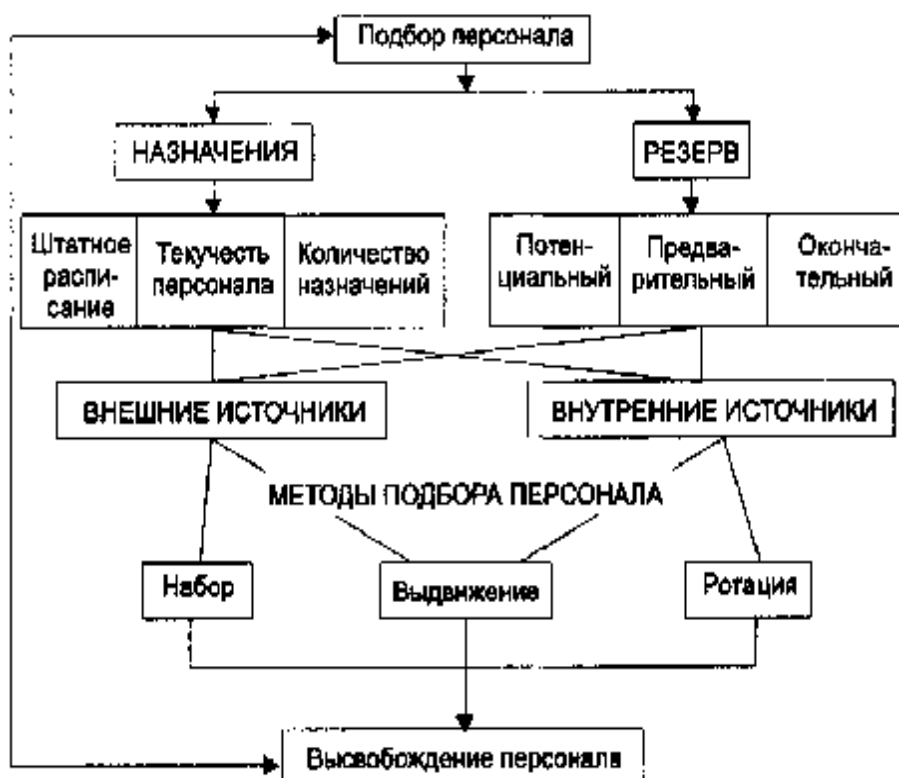 Подбор персонала
НАЗНАЧЕНИЯ
РЕЗЕРВ
Штатное
распи-
сание
Текучесть
персонала
Количество
назначений
Потен-
циальный
Предва-
рительный
Оконча-
тельный
ВНЕШНИЕ ИСТОЧНИКИ
ВНУТРЕННИЕ ИСТОЧНИКИ
МЕТОДЫ ПОДБОРА ПЕРСОНАЛА
Набор
Выдвижение
Ротация
Высвобождение персонала